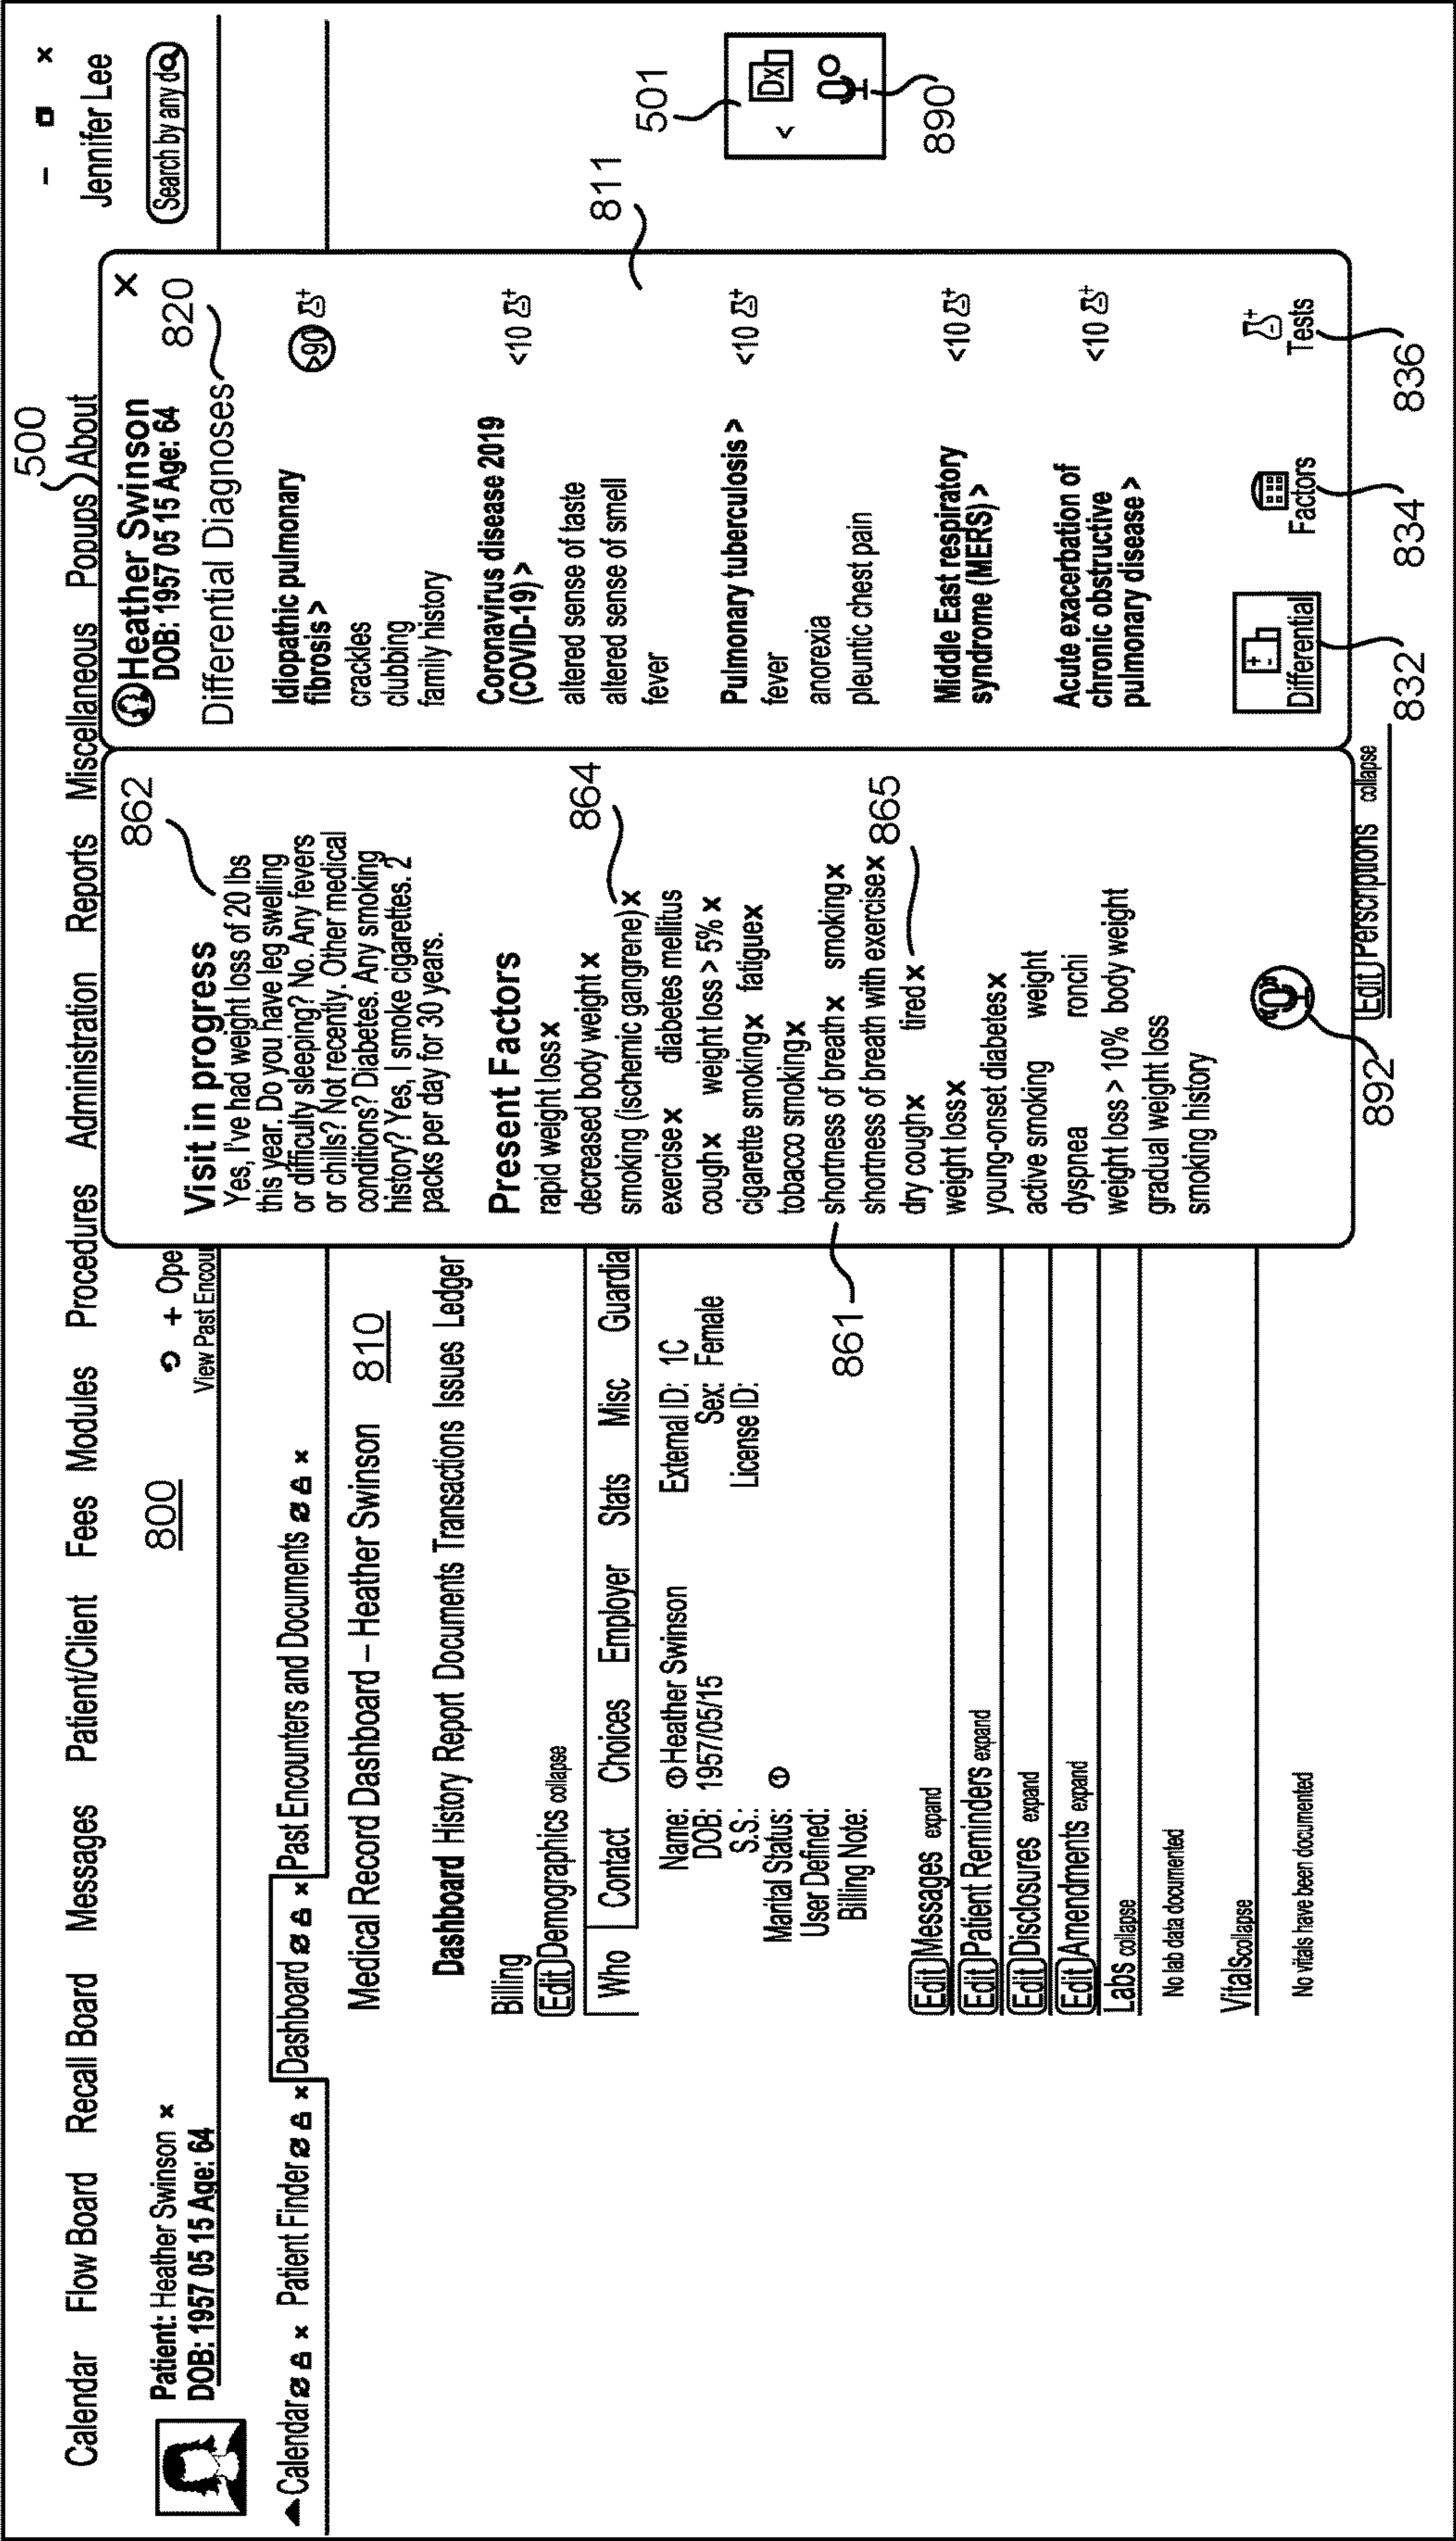 500
– ×
Calendar Flow Board Recall Board Messages Patient/Client Fees Modules Procedures Administration Reports Miscellaneous Popups About
Jennifer Lee
Patient: Heather Swinson ×
DOB: 1957 05 15 Age: 64
800
+ Ope
View Past Encour
Search by any d
Calendar × Patient Finder × Dashboard × Past Encounters and Documents ×
Medical Record Dashboard – Heather Swinson 810
Dashboard History Report Documents Transactions Issues Ledger
Billing
Edit Demographics collapse
Who Contact Choices Employer Stats Misc Guardia
Name: Heather Swinson
DOB: 1957/05/15
S.S.:
Marital Status:
User Defined:
Billing Note:
External ID: 1C
Sex: Female
License ID:
Edit Messages expand
Edit Patient Reminders expand
Edit Disclosures expand
Edit Amendments expand
Labs collapse
No lab data documented
Vitals collapse
No vitals have been documented
862
Visit in progress
Yes, I've had weight loss of 20 lbs
this year. Do you have leg swelling
or difficulty sleeping? No. Any fevers
or chills? Not recently. Other medical
conditions? Diabetes. Any smoking
history? Yes, I smoke cigarettes. 2
packs per day for 30 years.
Present Factors
864
rapid weight loss ×
decreased body weight ×
smoking (ischemic gangrene) ×
exercise × diabetes mellitus
cough × weight loss > 5% ×
cigarette smoking × fatigue ×
tobacco smoking ×
861
shortness of breath × smoking ×
shortness of breath with exercise ×
865
dry cough × tired ×
weight loss ×
young-onset diabetes ×
active smoking weight
dyspnea ronchi
weight loss > 10% body weight
gradual weight loss
smoking history
892
Edit Perscriptions collapse
Heather Swinson ×
DOB: 1957 05 15 Age: 64
820
Differential Diagnoses
Idiopathic pulmonary
fibrosis >
>90
crackles
clubbing
family history
Coronavirus disease 2019
(COVID-19) >
<10
altered sense of taste
altered sense of smell
fever
811
Pulmonary tuberculosis >
<10
fever
anorexia
pleuntic chest pain
Middle East respiratory
syndrome (MERS) >
<10
Acute exacerbation of
chronic obstructive
pulmonary disease >
<10
Differential Factors Tests
832 834 836
501
< Dx
890